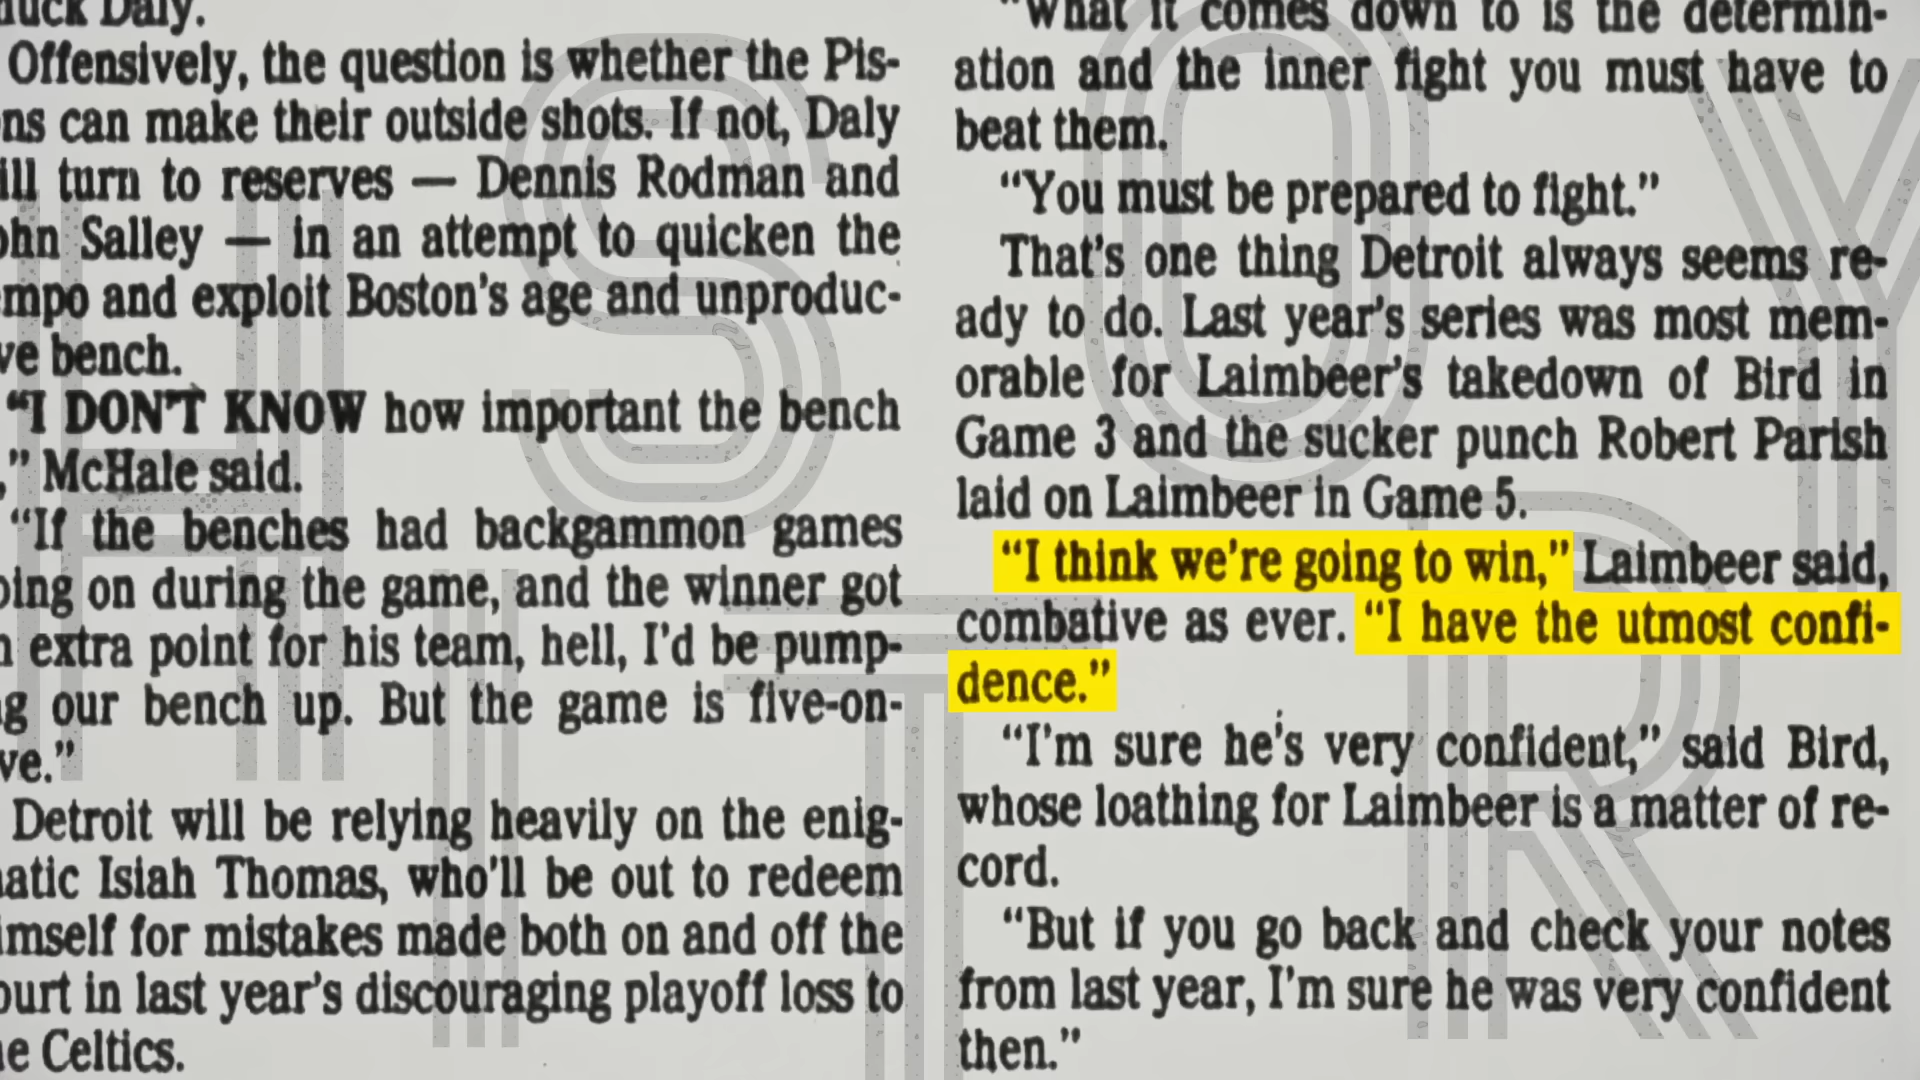 uck Daly.
Offensively, the question is whether the Pis-
ns can make their outside shots. If not, Daly
ill turn to reserves — Dennis Rodman and
ohn Salley — in an attempt to quicken the
empo and exploit Boston's age and unproduc-
ve bench.
“I DON'T KNOW how important the bench
,” McHale said.
“If the benches had backgammon games
oing on during the game, and the winner got
n extra point for his team, hell, I'd be pump-
g our bench up. But the game is five-on-
ve.”
Detroit will be relying heavily on the enig-
atic Isiah Thomas, who'll be out to redeem
imself for mistakes made both on and off the
ourt in last year's discouraging playoff loss to
e Celtics.
“What it comes down to is the determin-
ation and the inner fight you must have to
beat them.
“You must be prepared to fight.”
That's one thing Detroit always seems re-
ady to do. Last year's series was most mem-
orable for Laimbeer's takedown of Bird in
Game 3 and the sucker punch Robert Parish
laid on Laimbeer in Game 5.
“I think we're going to win,” Laimbeer said,
combative as ever. “I have the utmost confi-
dence.”
“I'm sure he's very confident,” said Bird,
whose loathing for Laimbeer is a matter of re-
cord.
“But if you go back and check your notes
from last year, I'm sure he was very confident
then.”
HISTORY